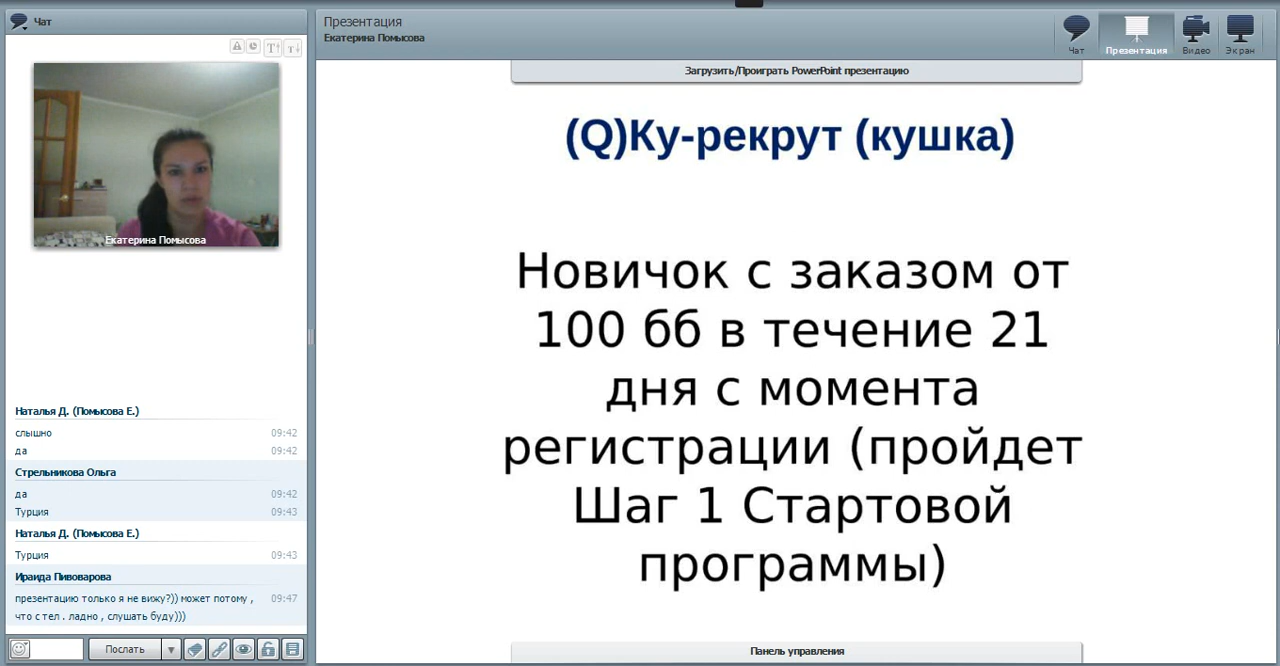 Чат
Екатерина Помысова
Наталья Д. (Помысова Е.)
слышно 09:42
да 09:42
Стрельникова Ольга
да 09:42
Турция 09:43
Наталья Д. (Помысова Е.)
Турция 09:43
Ираида Пивоварова
презентацию только я не вижу?)) может потому , 09:47
что с тел . ладно , слушать буду)))
Послать
Презентация
Екатерина Помысова
Чат
Презентация
Видео
Экран
Загрузить/Проиграть PowerPoint презентацию
(Q)Ку-рекрут (кушка)
Новичок с заказом от
100 бб в течение 21
дня с момента
регистрации (пройдет
Шаг 1 Стартовой
программы)
Панель управления